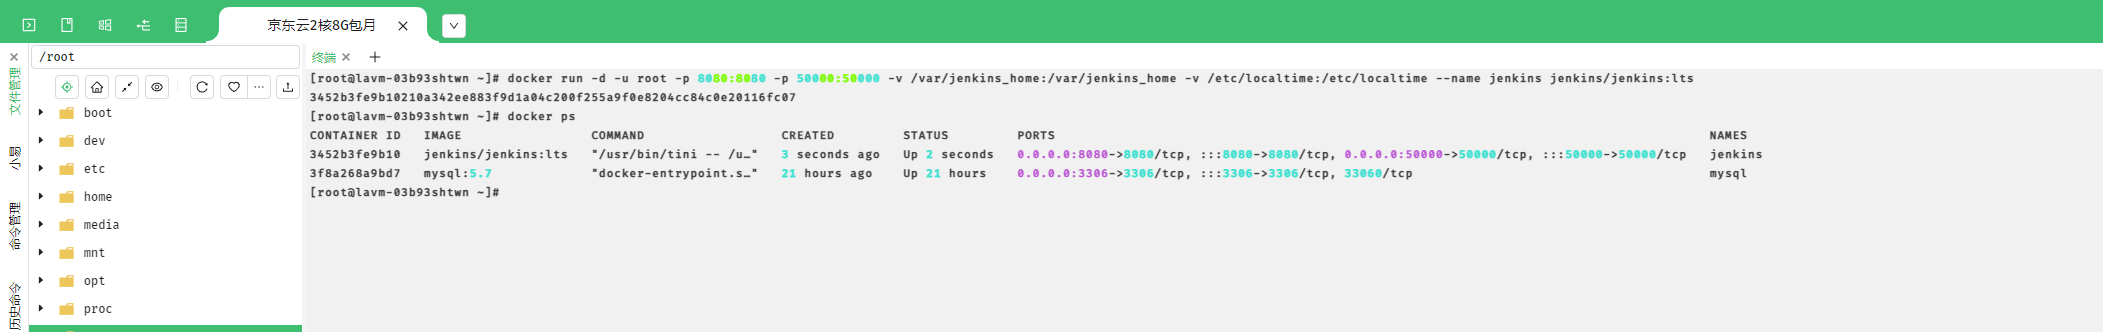 京东云2核8G包月
/root
终端
文件管理
小易
命令管理
历史命令
boot
dev
etc
home
media
mnt
opt
proc
[root@lavm-03b93shtwn ~]# docker run -d -u root -p 8080:8080 -p 50000:50000 -v /var/jenkins_home:/var/jenkins_home -v /etc/localtime:/etc/localtime --name jenkins jenkins/jenkins:lts
3452b3fe9b10210a342ee883f9d1a04c200f255a9f0e8204cc84c0e20116fc07
[root@lavm-03b93shtwn ~]# docker ps
CONTAINER ID IMAGE COMMAND CREATED STATUS PORTS NAMES
3452b3fe9b10 jenkins/jenkins:lts "/usr/bin/tini -- /u…" 3 seconds ago Up 2 seconds 0.0.0.0:8080->8080/tcp, :::8080->8080/tcp, 0.0.0.0:50000->50000/tcp, :::50000->50000/tcp jenkins
3f8a268a9bd7 mysql:5.7 "docker-entrypoint.s…" 21 hours ago Up 21 hours 0.0.0.0:3306->3306/tcp, :::3306->3306/tcp, 33060/tcp mysql
[root@lavm-03b93shtwn ~]#